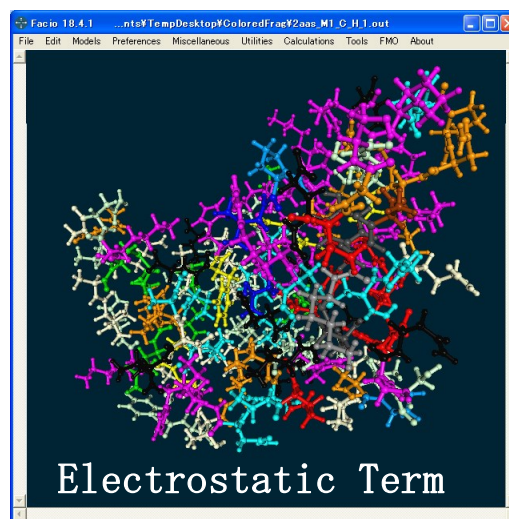 Facio 18.4.1 ...nts¥TempDesktop¥ColoredFrag¥2aas_M1_C_H_1.out
File Edit Models Preferences Miscellaneous Utilities Calculations Tools FMO About
Electrostatic Term